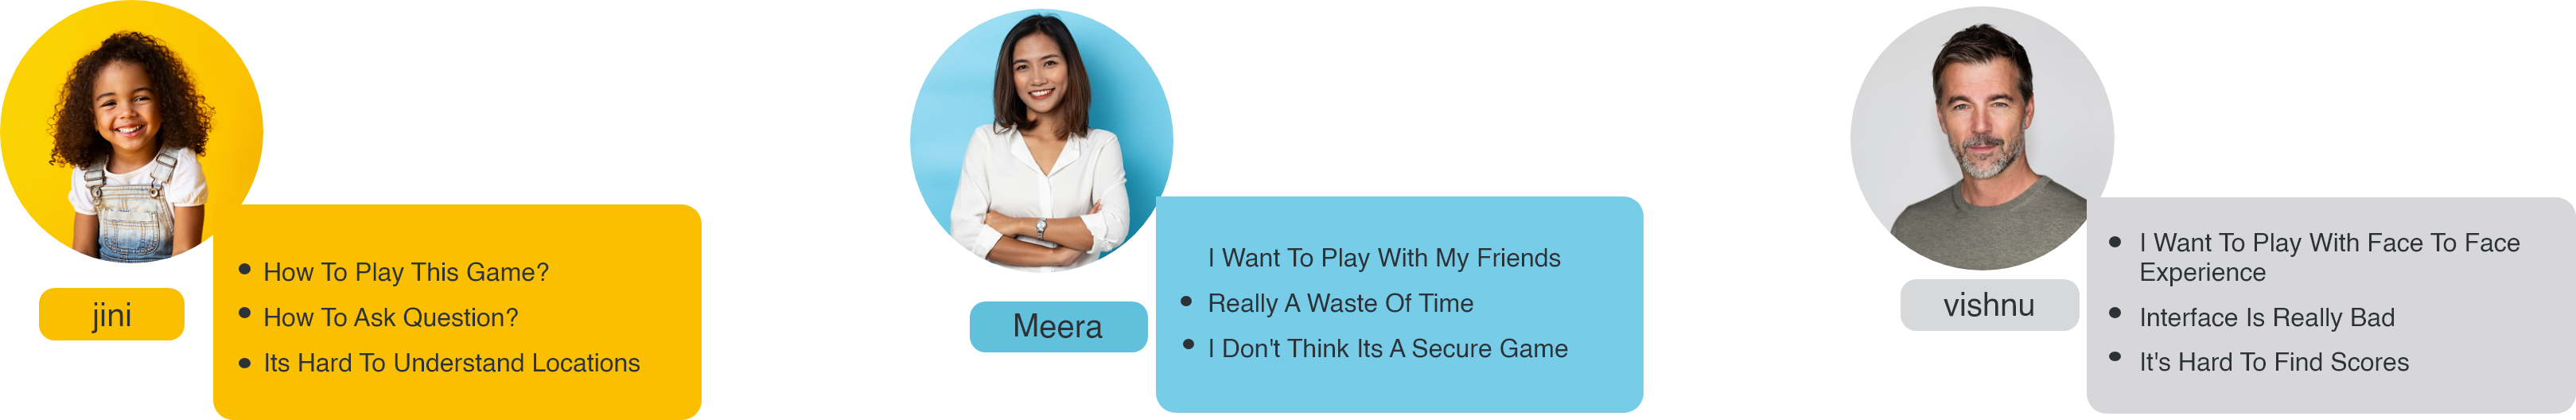 jini
• How To Play This Game?
• How To Ask Question?
• Its Hard To Understand Locations
Meera
I Want To Play With My Friends
• Really A Waste Of Time
• I Don't Think Its A Secure Game
vishnu
• I Want To Play With Face To Face
Experience
• Interface Is Really Bad
• It's Hard To Find Scores